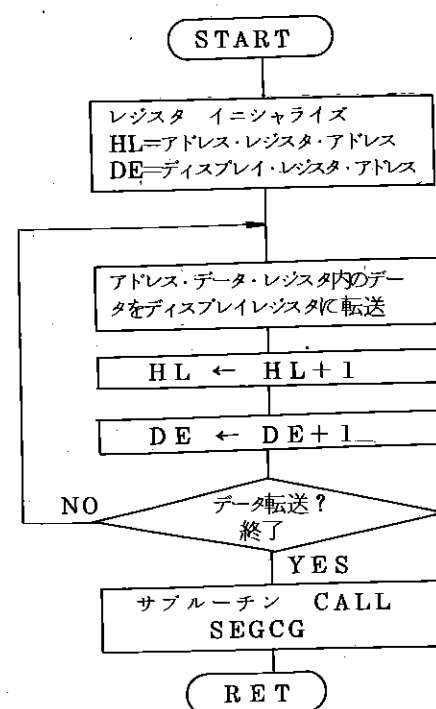 START
レジスタ イニシャライズ
HL=アドレス・レジスタ・アドレス
DE=ディスプレイ・レジスタ・アドレス
アドレス・データ・レジスタ内のデー
タをディスプレイレジスタに転送
HL ← HL+1
DE ← DE+1
データ転送?
終了
NO
YES
サブルーチン CALL
SEGCG
RET